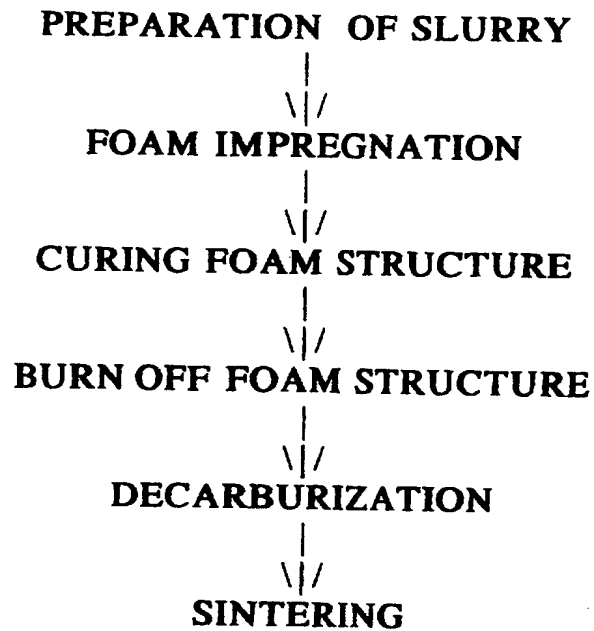 PREPARATION OF SLURRY
FOAM IMPREGNATION
CURING FOAM STRUCTURE
BURN OFF FOAM STRUCTURE
DECARBURIZATION
SINTERING